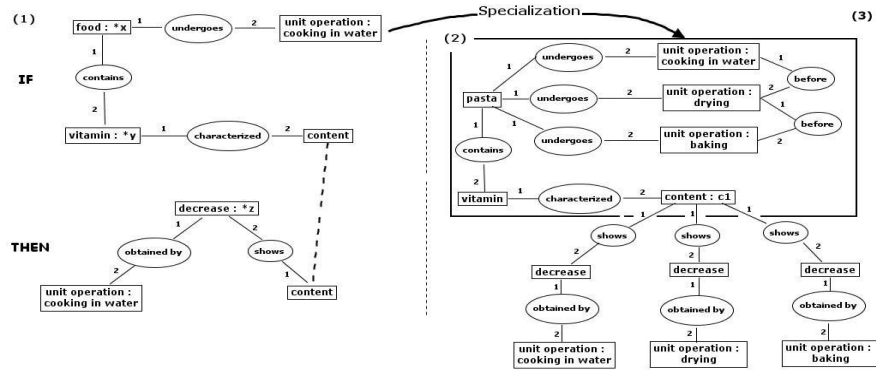 Specialization
(1)
food : *x
1
undergoes
2
unit operation :
cooking in water
1
contains
2
IF
vitamin : *y
1
characterized
2
content
decrease : *z
1
2
THEN
obtained by
shows
2
1
unit operation :
cooking in water
content
(2)
(3)
undergoes
2
unit operation :
cooking in water
1
1
before
2
pasta
1
undergoes
2
unit operation :
drying
1
before
2
1
1
undergoes
2
unit operation :
baking
contains
2
vitamin
1
characterized
2
content : c1
1
1
1
shows
shows
shows
2
2
2
decrease
decrease
decrease
1
1
1
obtained by
obtained by
obtained by
2
2
2
unit operation :
cooking in water
unit operation :
drying
unit operation :
baking